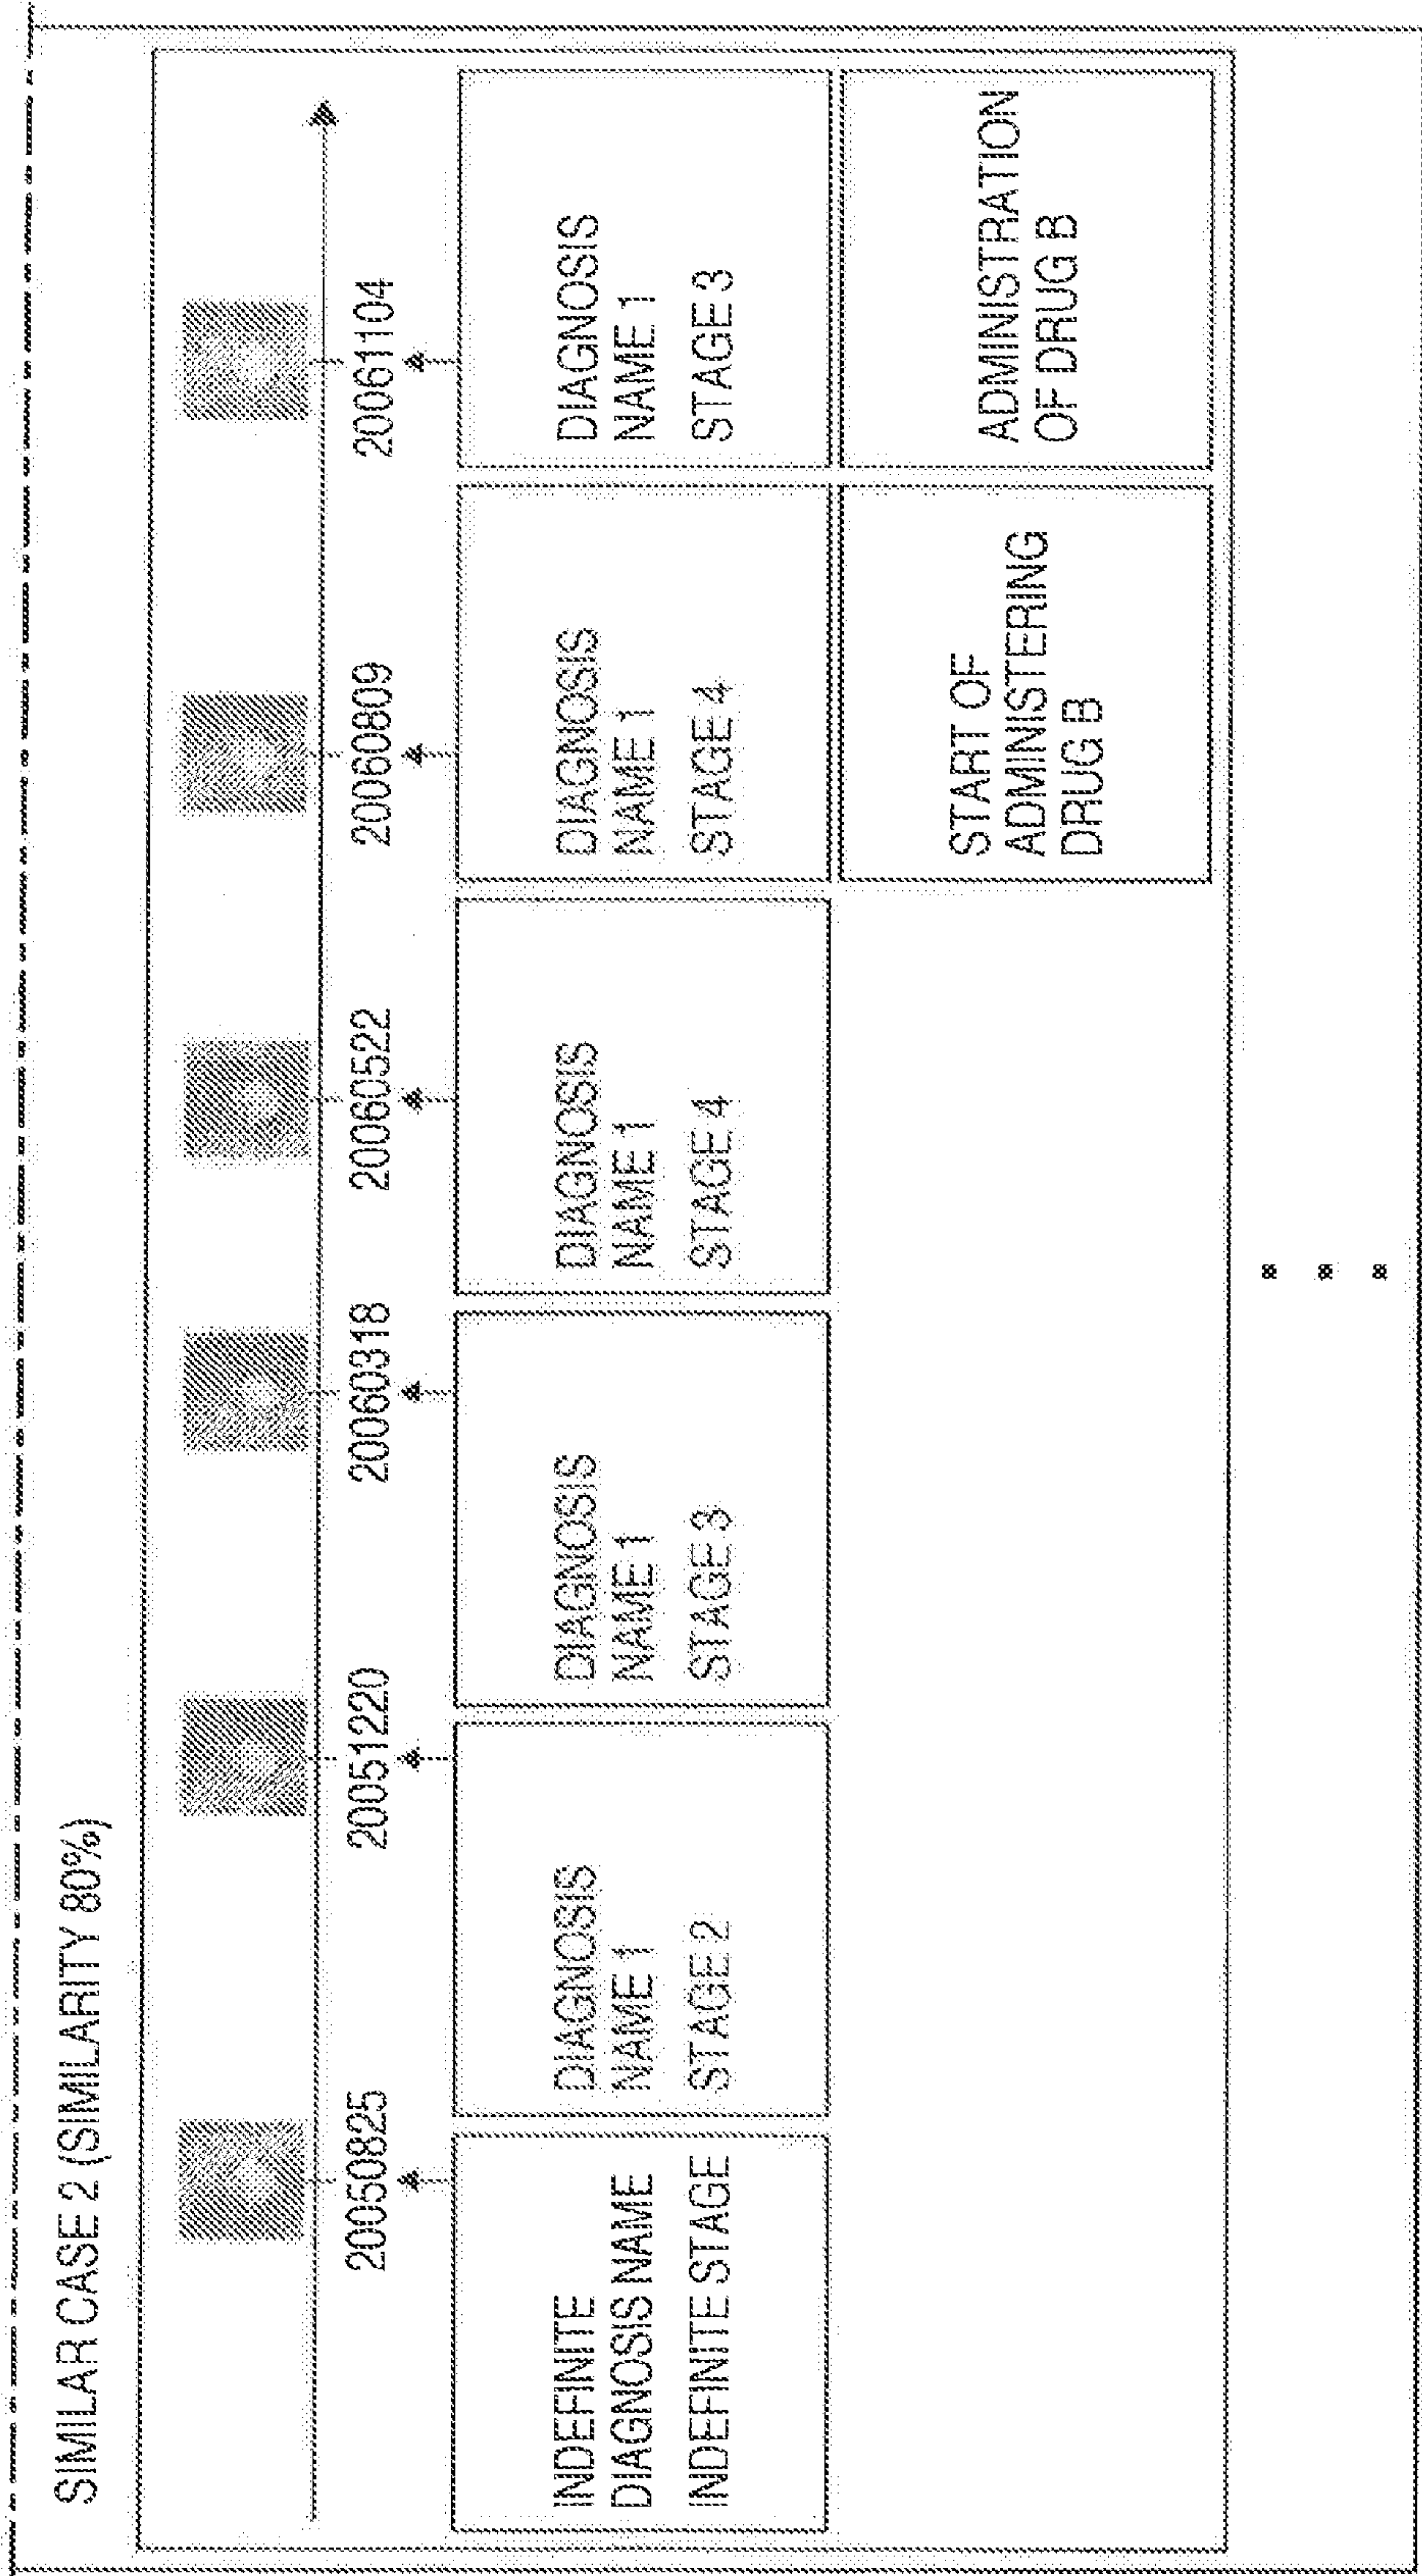 SIMILAR CASE 2 (SIMILARITY 80%)
20050825
20051220
20060318
20060522
20060809
20061104
INDEFINITE
DIAGNOSIS NAME
INDEFINITE STAGE
DIAGNOSIS
NAME 1
STAGE 2
DIAGNOSIS
NAME 1
STAGE 3
DIAGNOSIS
NAME 1
STAGE 4
DIAGNOSIS
NAME 1
STAGE 4
DIAGNOSIS
NAME 1
STAGE 3
START OF
ADMINISTERING
DRUG B
ADMINISTRATION
OF DRUG B